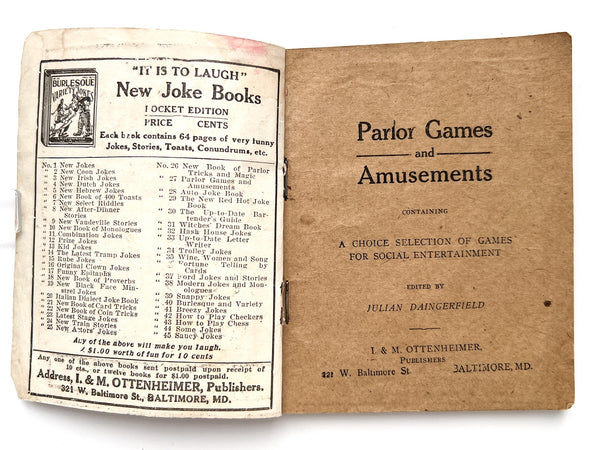 BURLESQUE
VARIETY JOKES
"IT IS TO LAUGH"
New Joke Books
POCKET EDITION
PRICE CENTS
Each book contains 64 pages of very funny
Jokes, Stories, Toasts, Conundrums, etc.
No. 1 New Jokes
" 2 New Coon Jokes
" 3 New Irish Jokes
" 4 New Dutch Jokes
" 5 New Hebrew Jokes
" 6 New Book of 400 Toasts
" 7 New Select Riddles
" 8 New After-Dinner
Stories
" 9 New Vaudeville Stories
" 10 New Book of Monologues
" 11 Combination Jokes
" 12 Prize Jokes
" 13 Kid Jokes
" 14 The Latest Tramp Jokes
" 15 Rube Jokes
" 16 Original Clown Jokes
" 17 Funny Epitaphs
" 18 New Book of Proverbs
" 19 New Black Face Min-
strel Jokes
" 20 Italian Dialect Joke Book
" 21 New Book of Card Tricks
" 22 New Book of Coin Tricks
" 23 Latest Stage Jokes
" 24 New Train Stories
" 25 New Actors' Jokes
No. 26 New Book of Parlor
Tricks and Magic
" 27 Parlor Games and
Amusements
" 28 Auto Joke Book
" 29 The New Red Hot Joke
Book
" 30 The Up-to-Date Bar-
tender's Guide
" 31 Witches' Dream Book
" 32 Hash House Jokes
" 33 Up-to-Date Letter
Writer
" 34 Trolley Jokes
" 35 Wine, Women and Song
" 36 Fortune Telling by
Cards
" 37 Ford Jokes and Stories
" 38 Modern Jokes and Mon-
ologues
" 39 Snappy Jokes
" 40 Burlesque and Variety
" 41 Breezy Jokes
" 42 How to Play Checkers
" 43 How to Play Chess
" 44 Some Jokes
" 45 Saucy Jokes
Any of the above will make you laugh.
A $1.00 worth of fun for 10 cents
Any one of the above books sent postpaid upon receipt of
10 cts., or twelve books for $1.00 postpaid.
Address, I. & M. OTTENHEIMER, Publishers.
321 W. Baltimore St., BALTIMORE, MD.
Parlor Games
and
Amusements
CONTAINING
A CHOICE SELECTION OF GAMES
FOR SOCIAL ENTERTAINMENT
EDITED BY
JULIAN DAINGERFIELD
I. & M. OTTENHEIMER,
PUBLISHERS
321 W. Baltimore St. BALTIMORE, MD.